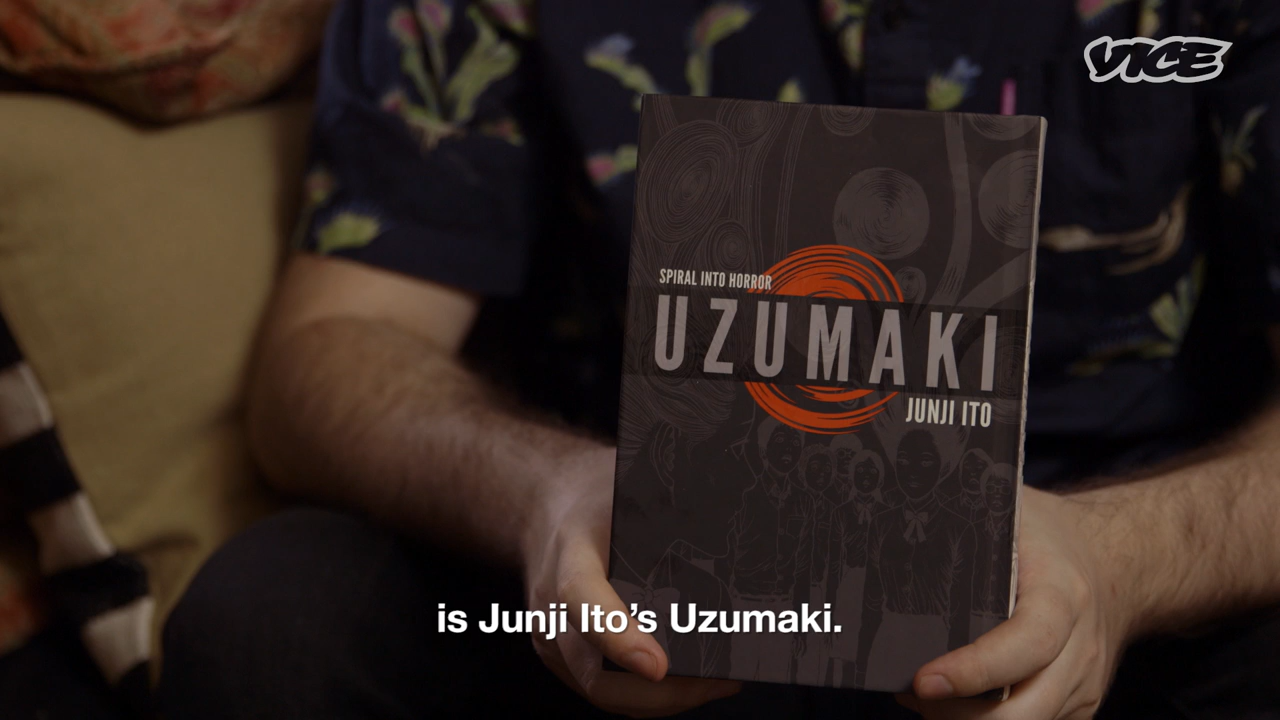 VICE
SPIRAL INTO HORROR
UZUMAKI
JUNJI ITO
is Junji Ito’s Uzumaki.